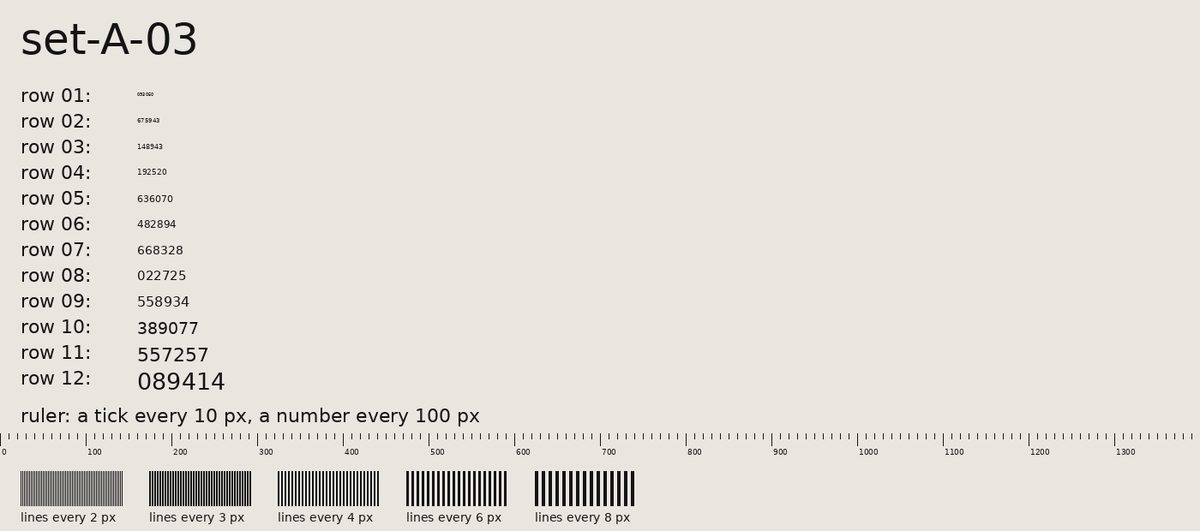 set-A-03
row 01:
row 02: 675943
row 03: 148943
row 04: 192520
row 05: 636070
row 06: 482894
row 07: 668328
row 08: 022725
row 09: 558934
row 10: 389077
row 11: 557257
row 12: 089414
ruler: a tick every 10 px, a number every 100 px
0 100 200 300 400 500 600 700 800 900 1000 1100 1200 1300
lines every 2 px lines every 3 px lines every 4 px lines every 6 px lines every 8 px